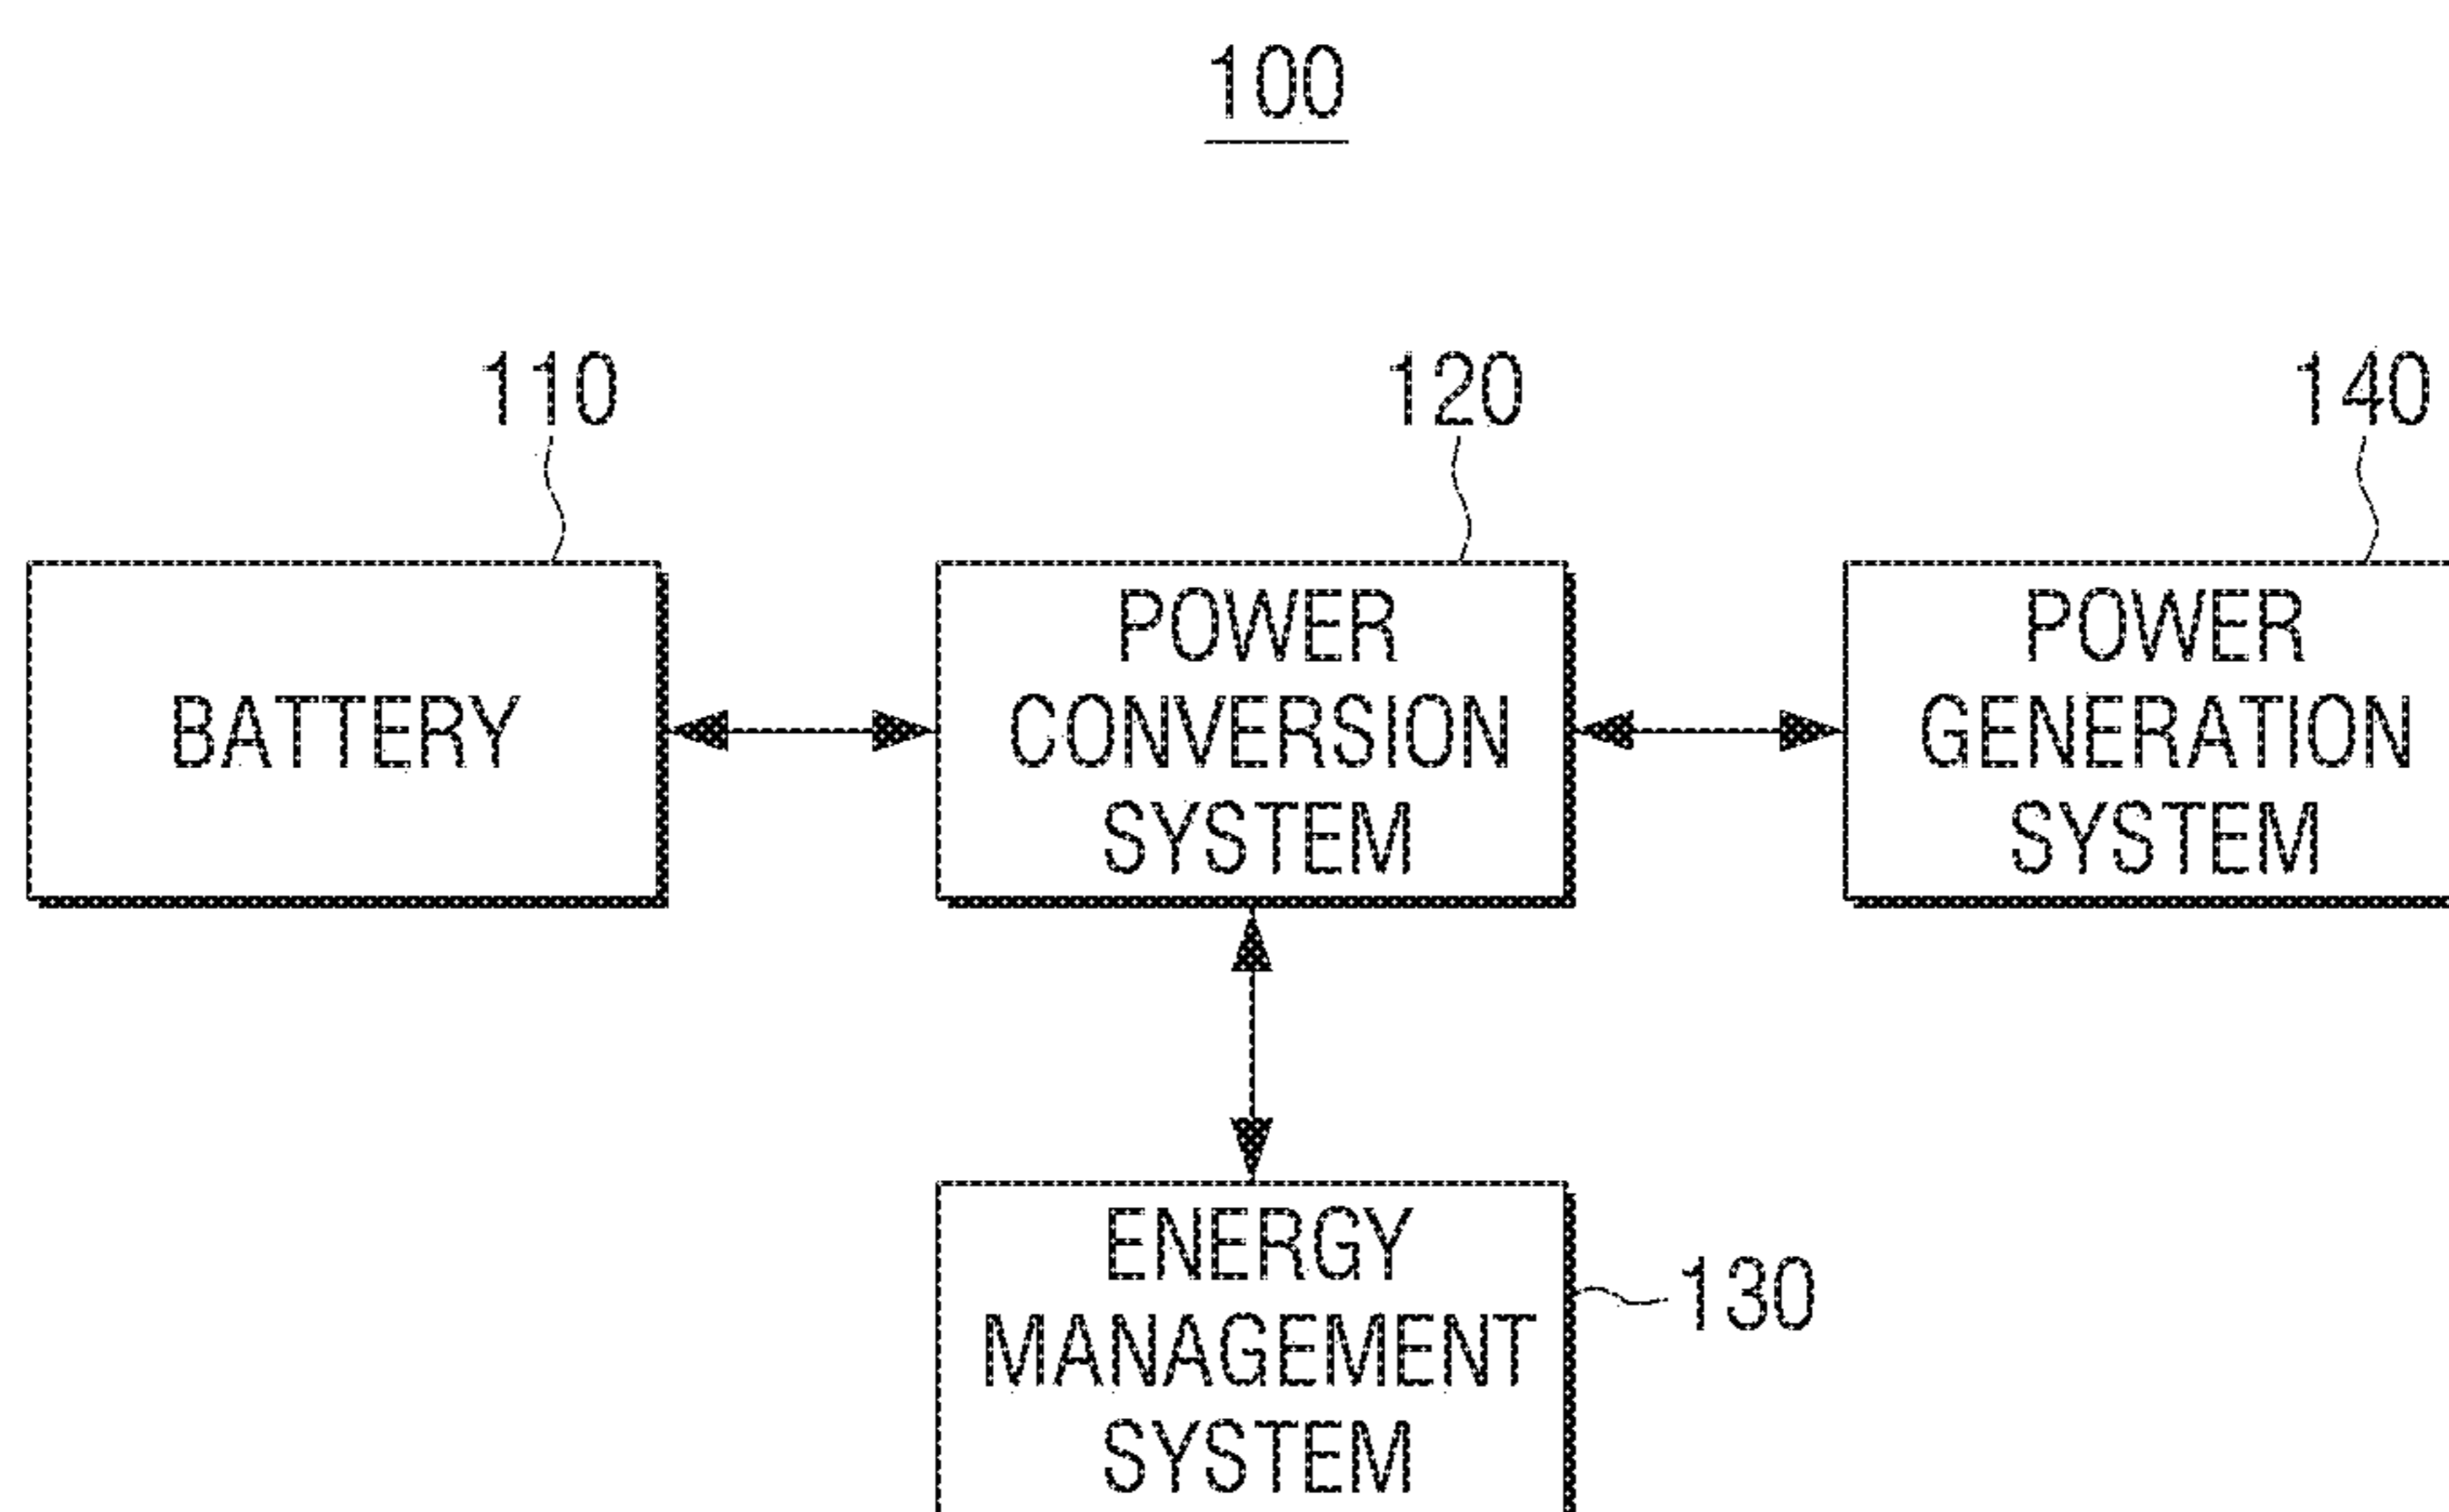 100
110
120
140
BATTERY
POWER
CONVERSION
SYSTEM
POWER
GENERATION
SYSTEM
ENERGY
MANAGEMENT
SYSTEM
130